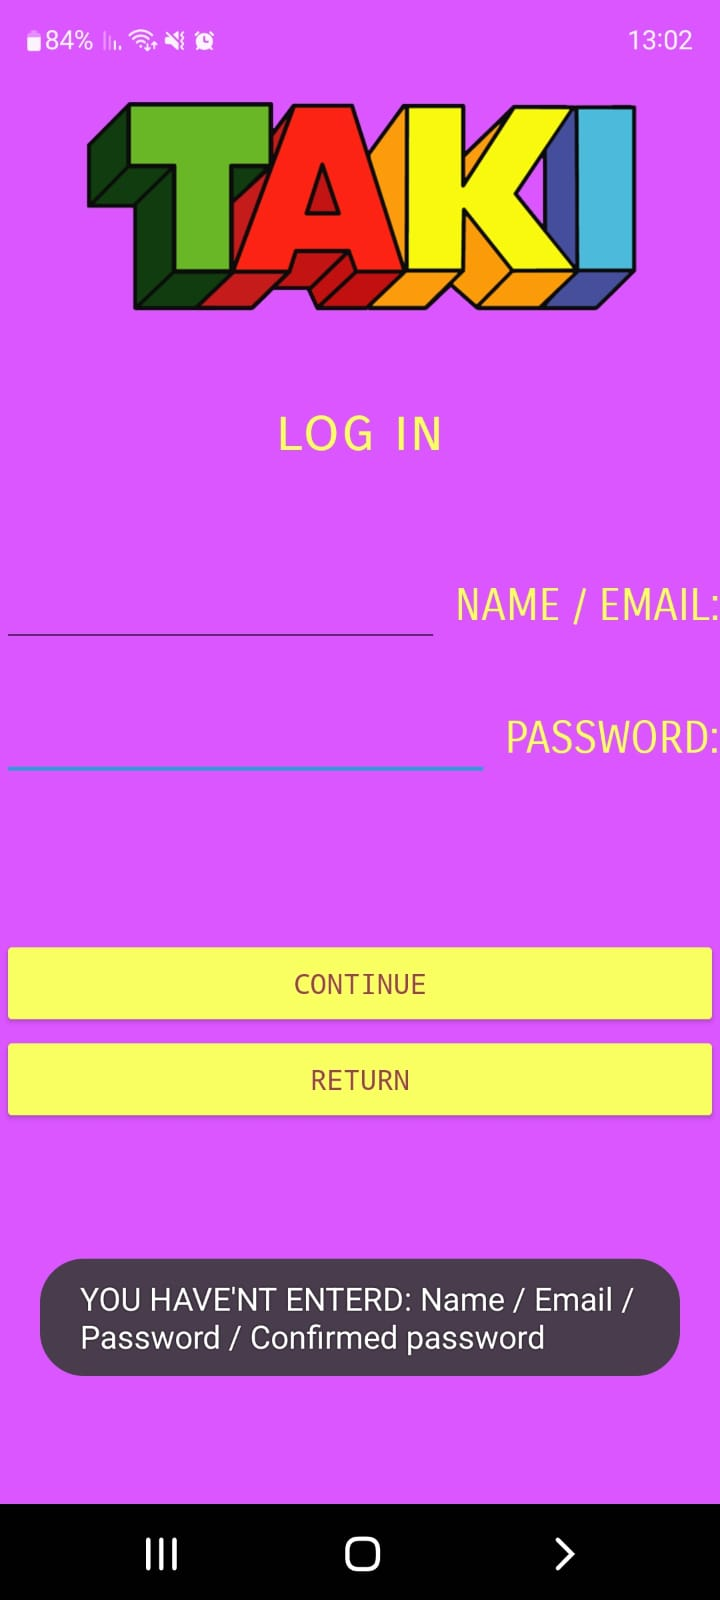 84%
13:02
TAKI
LOG IN
NAME / EMAIL:
PASSWORD:
CONTINUE
RETURN
YOU HAVE'NT ENTERD: Name / Email /
Password / Confirmed password